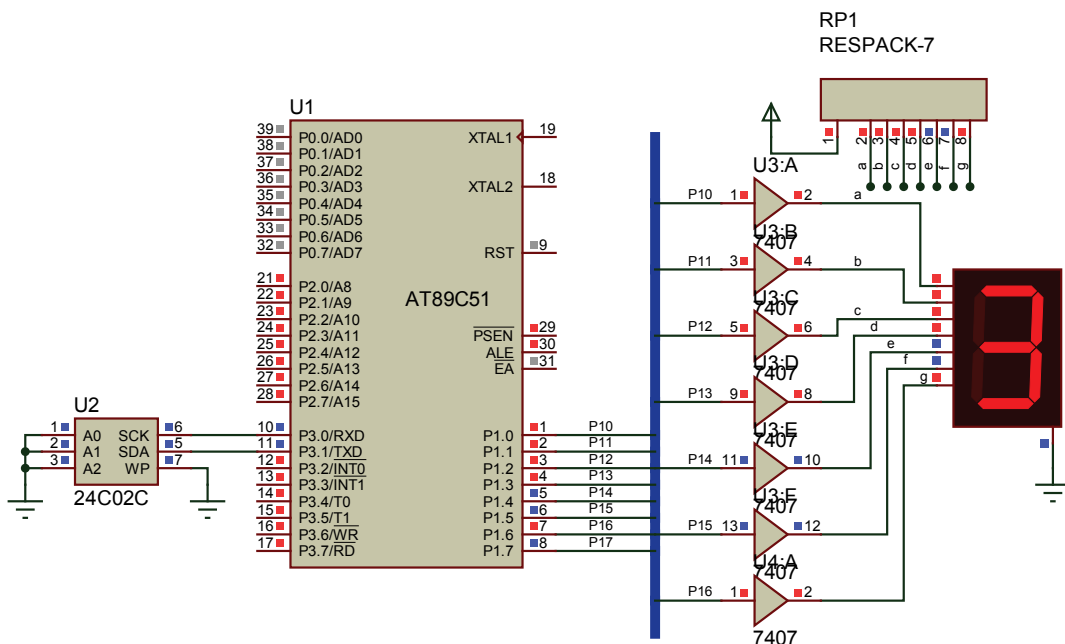 RP1
RESPACK-7
1 2 3 4 5 6 7 8
a b c d e f g
U1
39 P0.0/AD0 XTAL1 19
38 P0.1/AD1
37 P0.2/AD2
36 P0.3/AD3 XTAL2 18
35 P0.4/AD4
34 P0.5/AD5
33 P0.6/AD6
32 P0.7/AD7 RST 9
21 P2.0/A8
22 P2.1/A9
23 P2.2/A10
24 P2.3/A11 PSEN 29
25 P2.4/A12 ALE 30
26 P2.5/A13 EA 31
27 P2.6/A14
28 P2.7/A15
AT89C51
10 P3.0/RXD P1.0 1 P10
11 P3.1/TXD P1.1 2 P11
12 P3.2/INT0 P1.2 3 P12
13 P3.3/INT1 P1.3 4 P13
14 P3.4/T0 P1.4 5 P14
15 P3.5/T1 P1.5 6 P15
16 P3.6/WR P1.6 7 P16
17 P3.7/RD P1.7 8 P17
U2
1 A0 SCK 6
2 A1 SDA 5
3 A2 WP 7
24C02C
U3:A
P10 1 2 a
7407
U3:B
P11 3 4 b
7407
U3:C
P12 5 6 c
7407
U3:D
P13 9 8 d
7407
U3:E
P14 11 10 e
7407
U3:F
P15 13 12 f
7407
U4:A
P16 1 2 g
7407
3